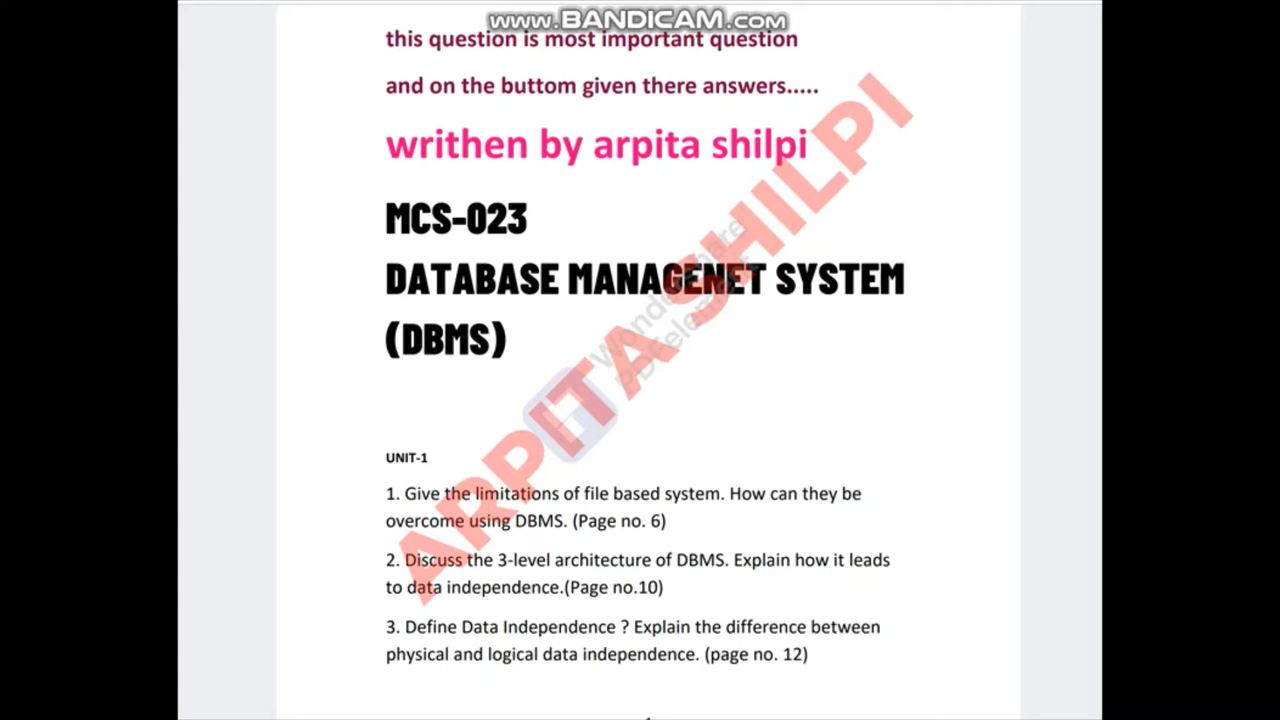 www.BANDICAM.com
this question is most important question
and on the buttom given there answers.....
writhen by arpita shilpi
MCS-023
DATABASE MANAGENET SYSTEM
(DBMS)
ARPITA SHILPI
Wondershare
PDFelement
UNIT-1
1. Give the limitations of file based system. How can they be
overcome using DBMS. (Page no. 6)
2. Discuss the 3-level architecture of DBMS. Explain how it leads
to data independence.(Page no.10)
3. Define Data Independence ? Explain the difference between
physical and logical data independence. (page no. 12)